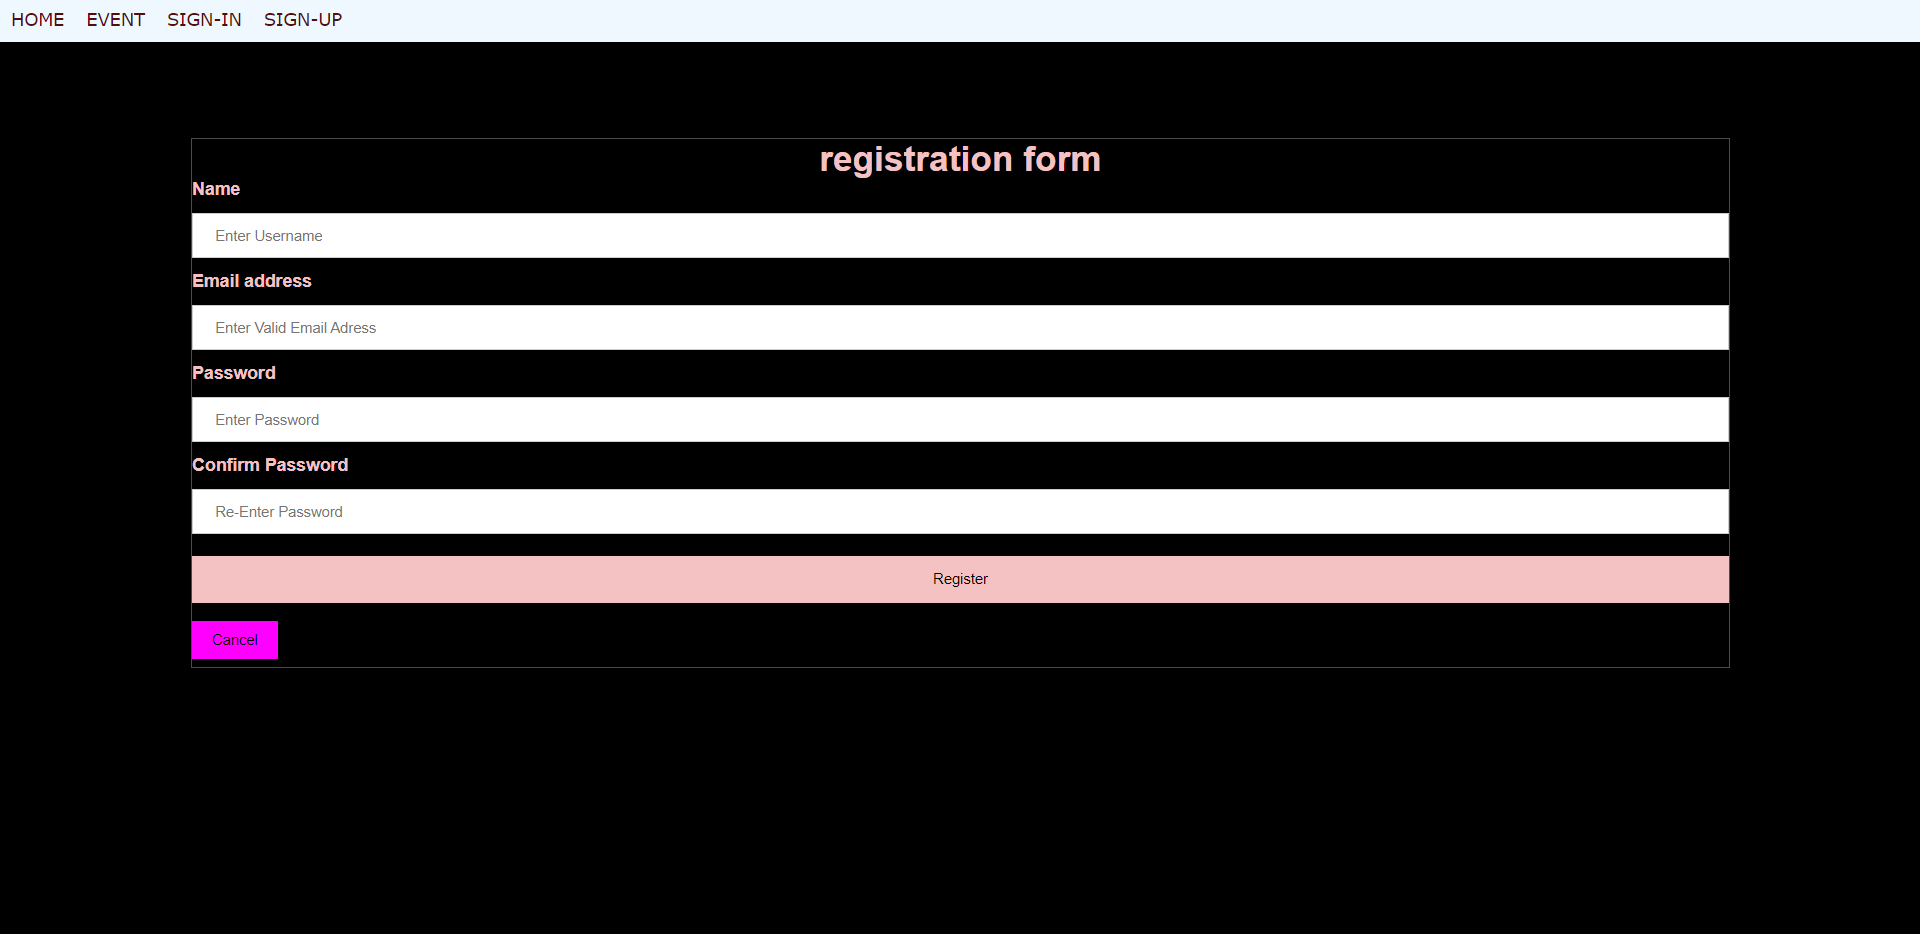 HOME EVENT SIGN-IN SIGN-UP
registration form
Name
Enter Username
Email address
Enter Valid Email Adress
Password
Enter Password
Confirm Password
Re-Enter Password
Register
Cancel